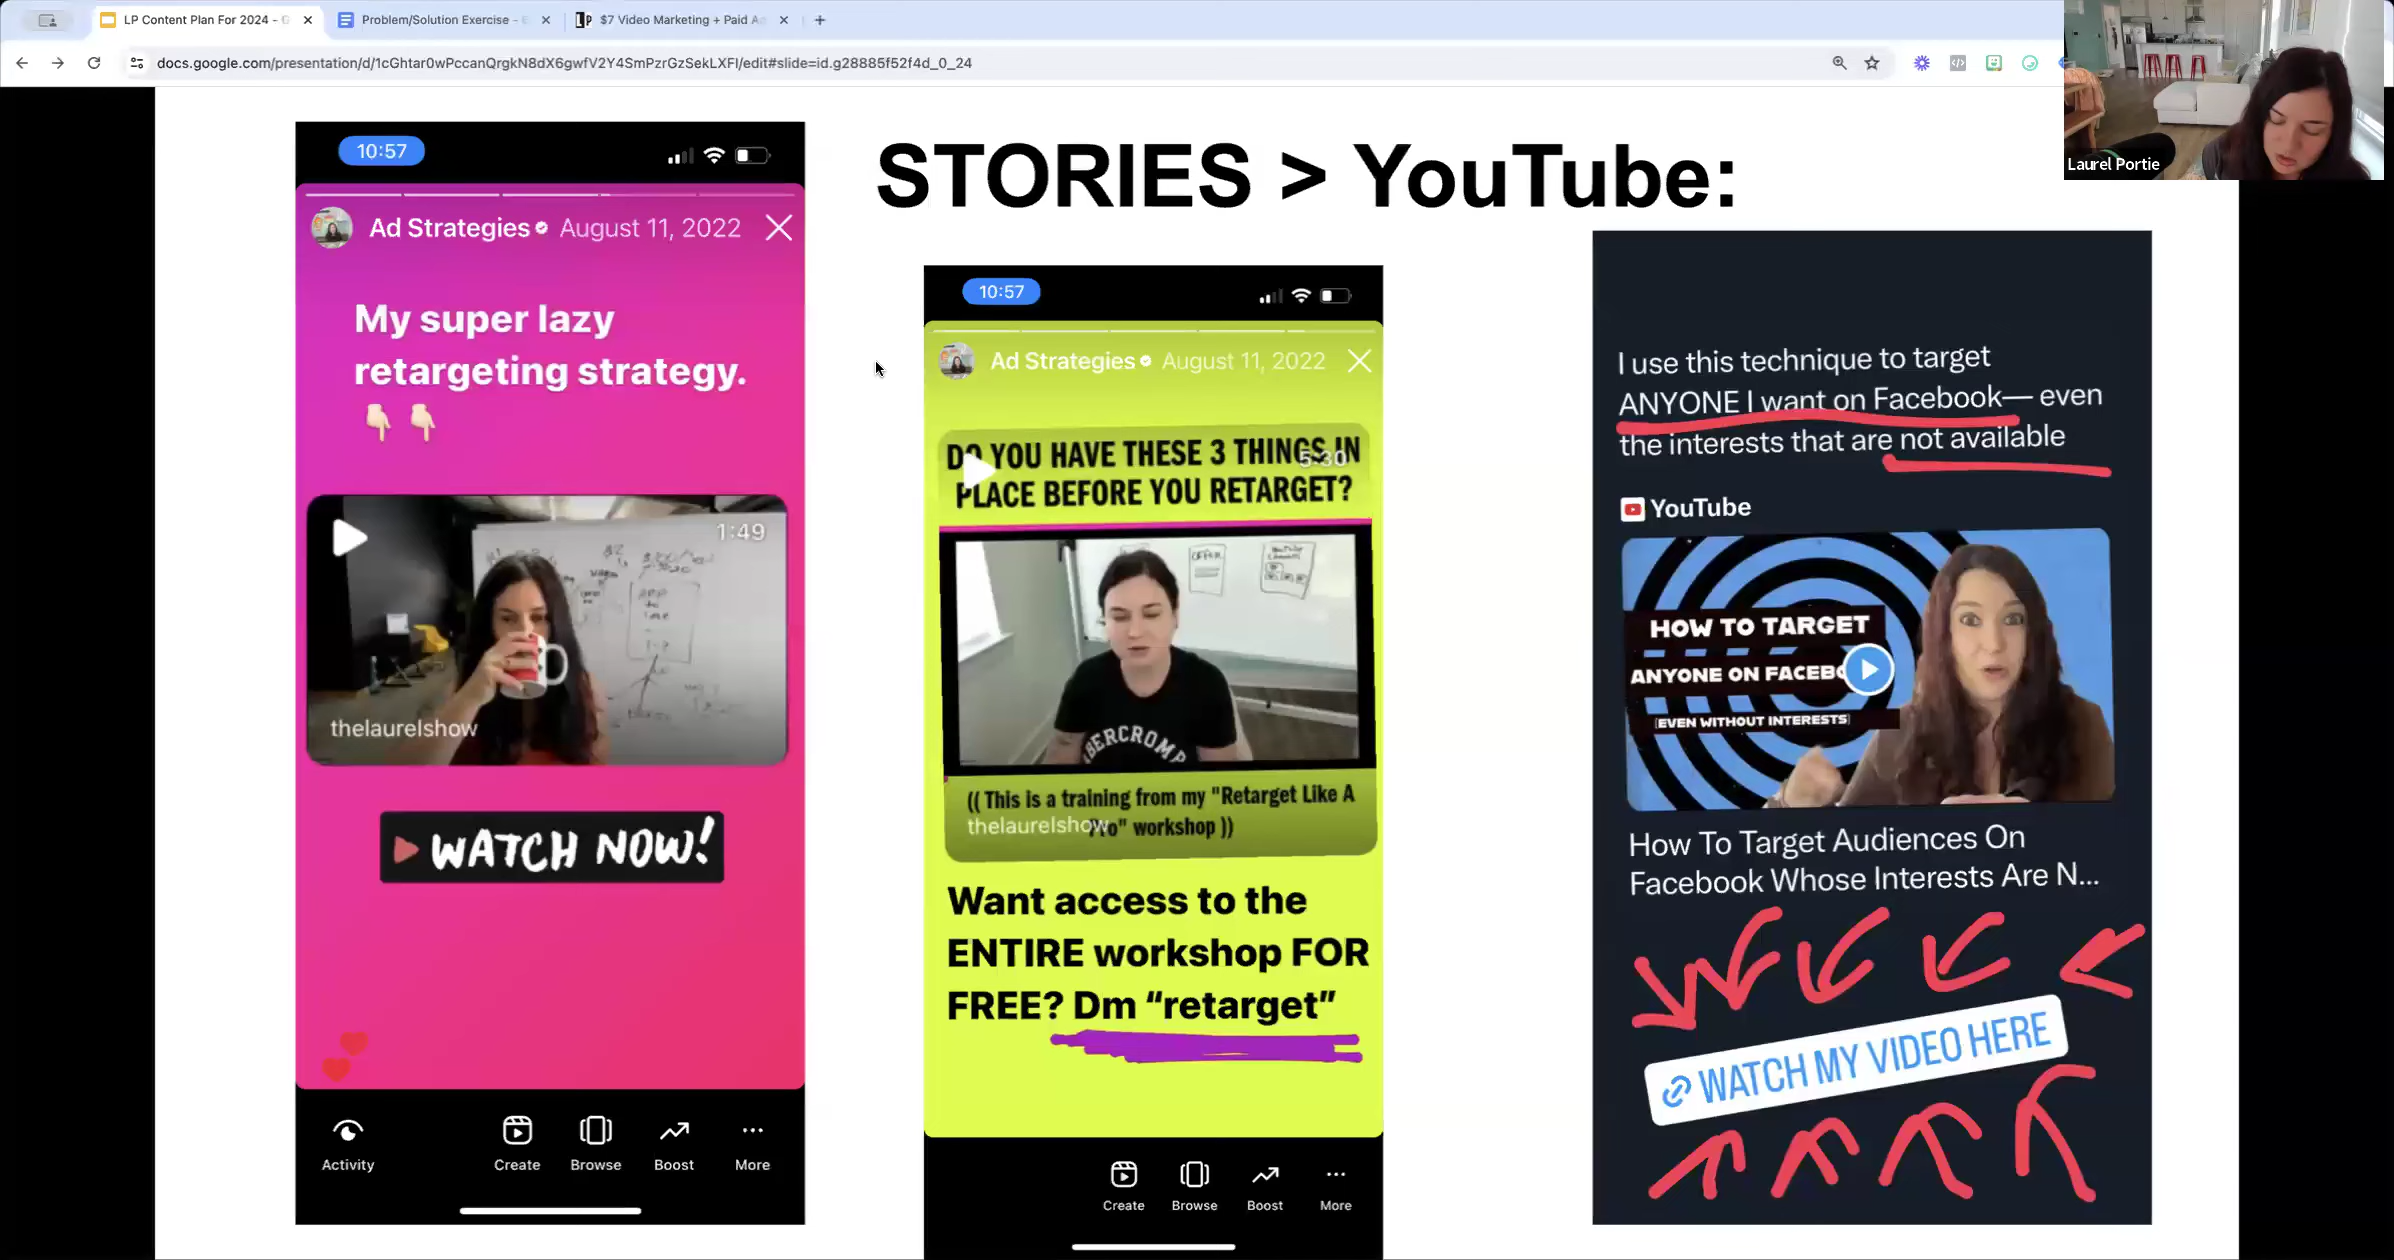 LP Content Plan For 2024 - G
Problem/Solution Exercise -
$7 Video Marketing + Paid A
docs.google.com/presentation/d/1cGhtar0wPccanQrgkN8dX6gwfV2Y4SmPzrGzSekLXFI/edit#slide=id.g28885f52f4d_0_24
Laurel Portie
STORIES > YouTube:
10:57
Ad Strategies August 11, 2022
My super lazy
retargeting strategy.
1:49
thelaurelshow
WATCH NOW!
Activity
Create
Browse
Boost
More
10:57
Ad Strategies August 11, 2022
DO YOU HAVE THESE 3 THINGS IN
5:30
PLACE BEFORE YOU RETARGET?
OFFER
YouTube
ABERCROMB
(( This is a training from my "Retarget Like A
Pro" workshop ))
thelaurelshow
Want access to the
ENTIRE workshop FOR
FREE? Dm “retarget”
Create
Browse
Boost
More
I use this technique to target
ANYONE I want on Facebook— even
the interests that are not available
YouTube
HOW TO TARGET
ANYONE ON FACEBO
[EVEN WITHOUT INTERESTS]
How To Target Audiences On
Facebook Whose Interests Are N...
WATCH MY VIDEO HERE